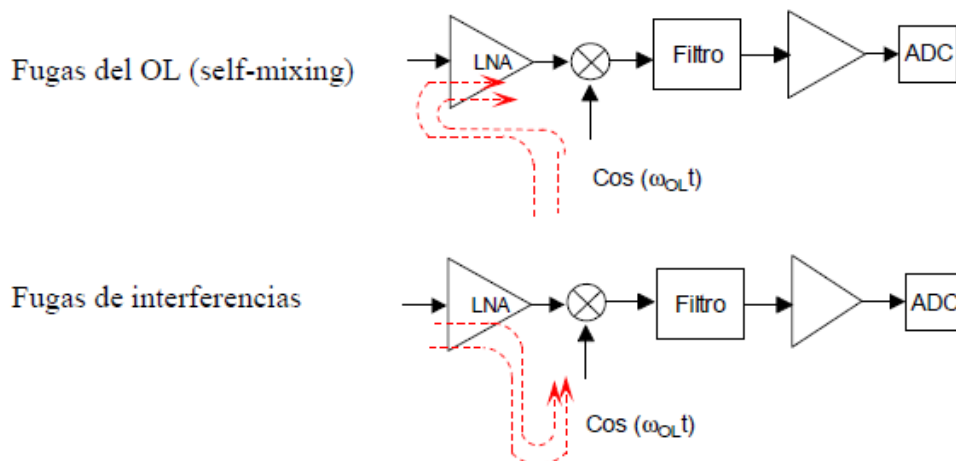 Fugas del OL (self-mixing)
LNA
Filtro
ADC
Cos (ωOLt)
Fugas de interferencias
LNA
Filtro
ADC
Cos (ωOLt)